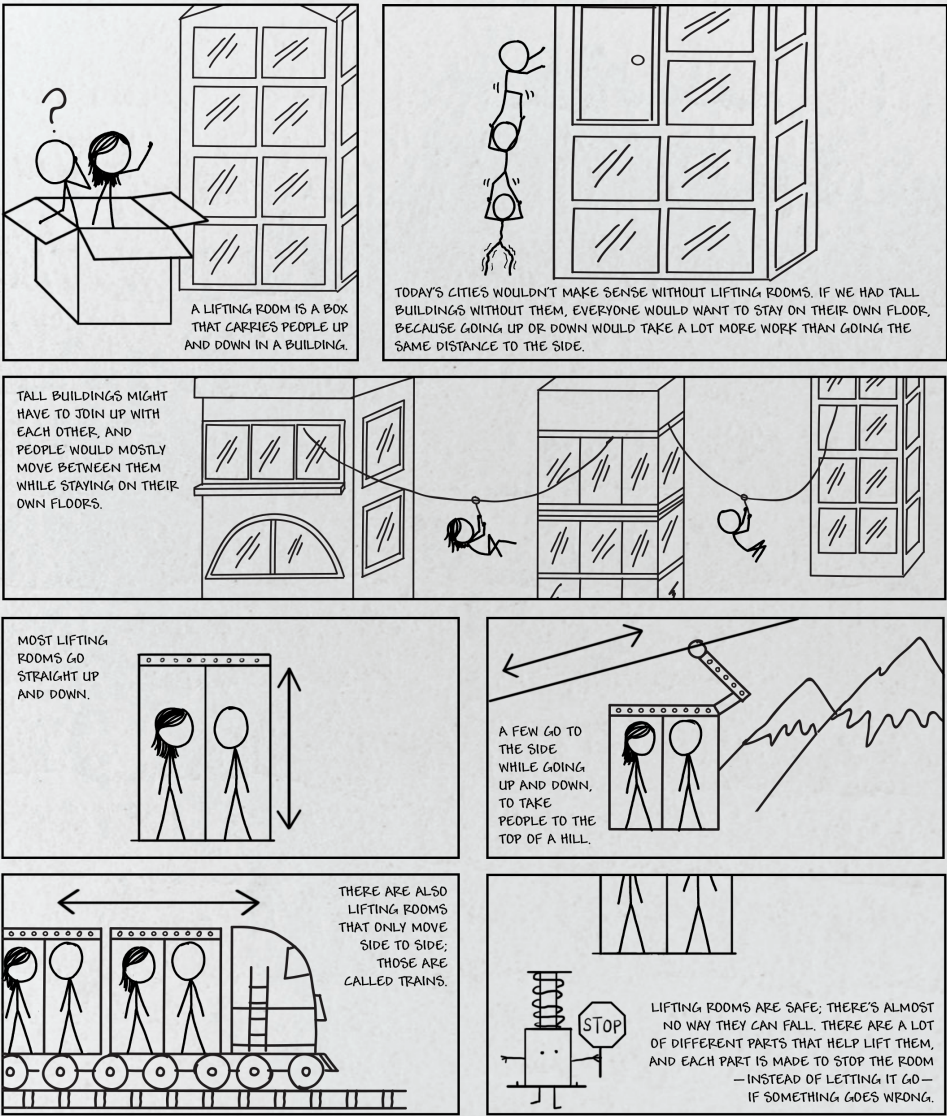 ?
A LIFTING ROOM IS A BOX
THAT CARRIES PEOPLE UP
AND DOWN IN A BUILDING.
TODAY'S CITIES WOULDN'T MAKE SENSE WITHOUT LIFTING ROOMS. IF WE HAD TALL
BUILDINGS WITHOUT THEM, EVERYONE WOULD WANT TO STAY ON THEIR OWN FLOOR,
BECAUSE GOING UP OR DOWN WOULD TAKE A LOT MORE WORK THAN GOING THE
SAME DISTANCE TO THE SIDE.
TALL BUILDINGS MIGHT
HAVE TO JOIN UP WITH
EACH OTHER, AND
PEOPLE WOULD MOSTLY
MOVE BETWEEN THEM
WHILE STAYING ON THEIR
OWN FLOORS.
MOST LIFTING
ROOMS GO
STRAIGHT UP
AND DOWN.
A FEW GO TO
THE SIDE
WHILE GOING
UP AND DOWN,
TO TAKE
PEOPLE TO THE
TOP OF A HILL.
THERE ARE ALSO
LIFTING ROOMS
THAT ONLY MOVE
SIDE TO SIDE;
THOSE ARE
CALLED TRAINS.
STOP
LIFTING ROOMS ARE SAFE; THERE'S ALMOST
NO WAY THEY CAN FALL. THERE ARE A LOT
OF DIFFERENT PARTS THAT HELP LIFT THEM,
AND EACH PART IS MADE TO STOP THE ROOM
—INSTEAD OF LETTING IT GO—
IF SOMETHING GOES WRONG.